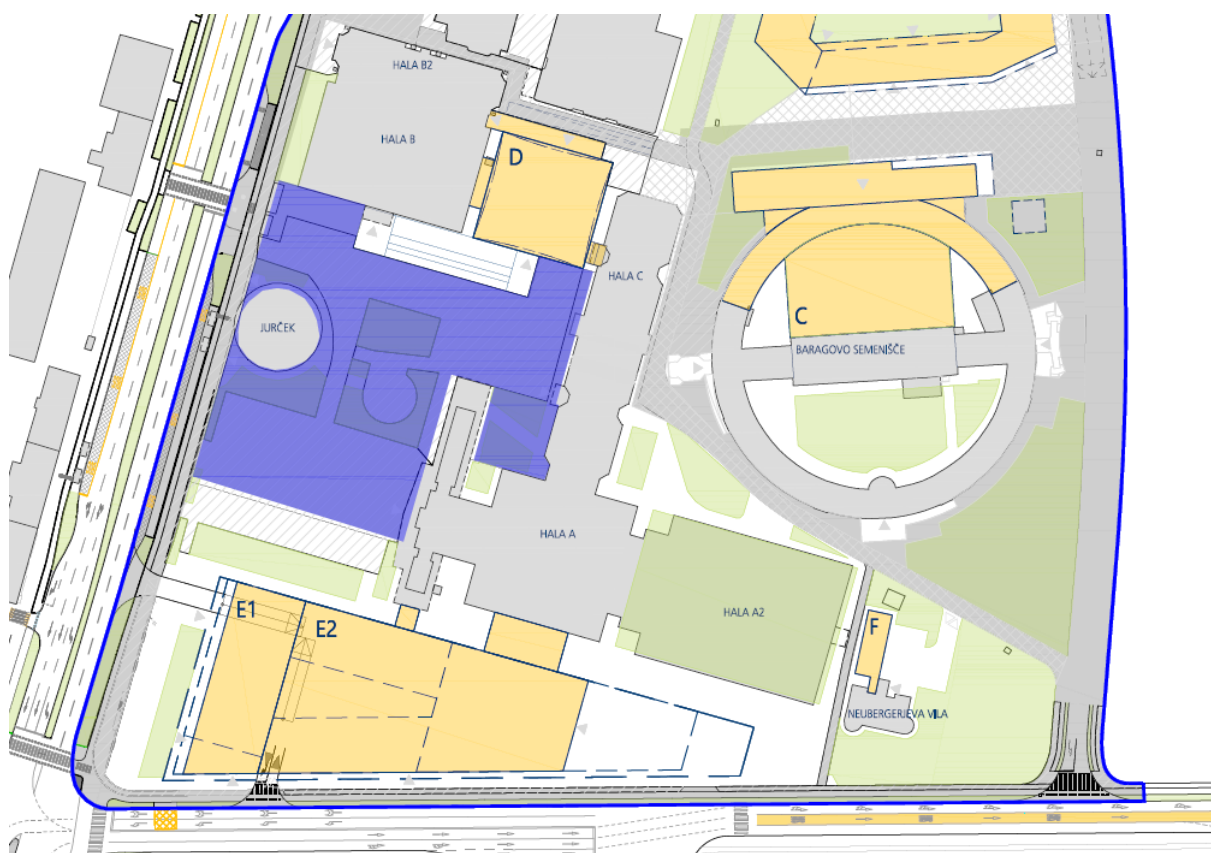 HALA B2
HALA B
D
HALA C
JURČEK
C
BARAGOVO SEMENIŠČE
HALA A
HALA A2
E1
E2
F
NEUBERGERJEVA VILA